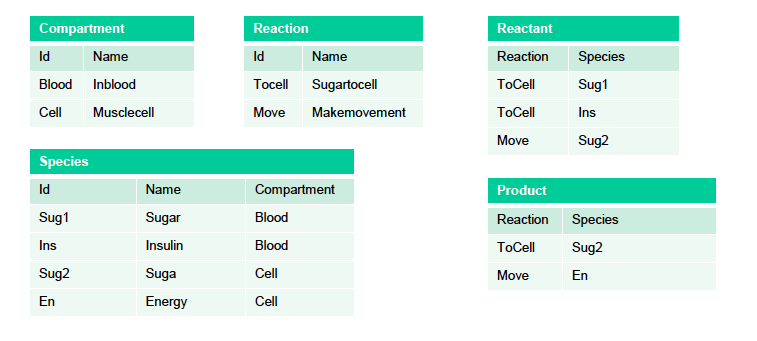 Compartment
Id Name
Blood Inblood
Cell Musclecell
Reaction
Id Name
Tocell Sugartocell
Move Makemovement
Reactant
Reaction Species
ToCell Sug1
ToCell Ins
Move Sug2
Species
Id Name Compartment
Sug1 Sugar Blood
Ins Insulin Blood
Sug2 Suga Cell
En Energy Cell
Product
Reaction Species
ToCell Sug2
Move En